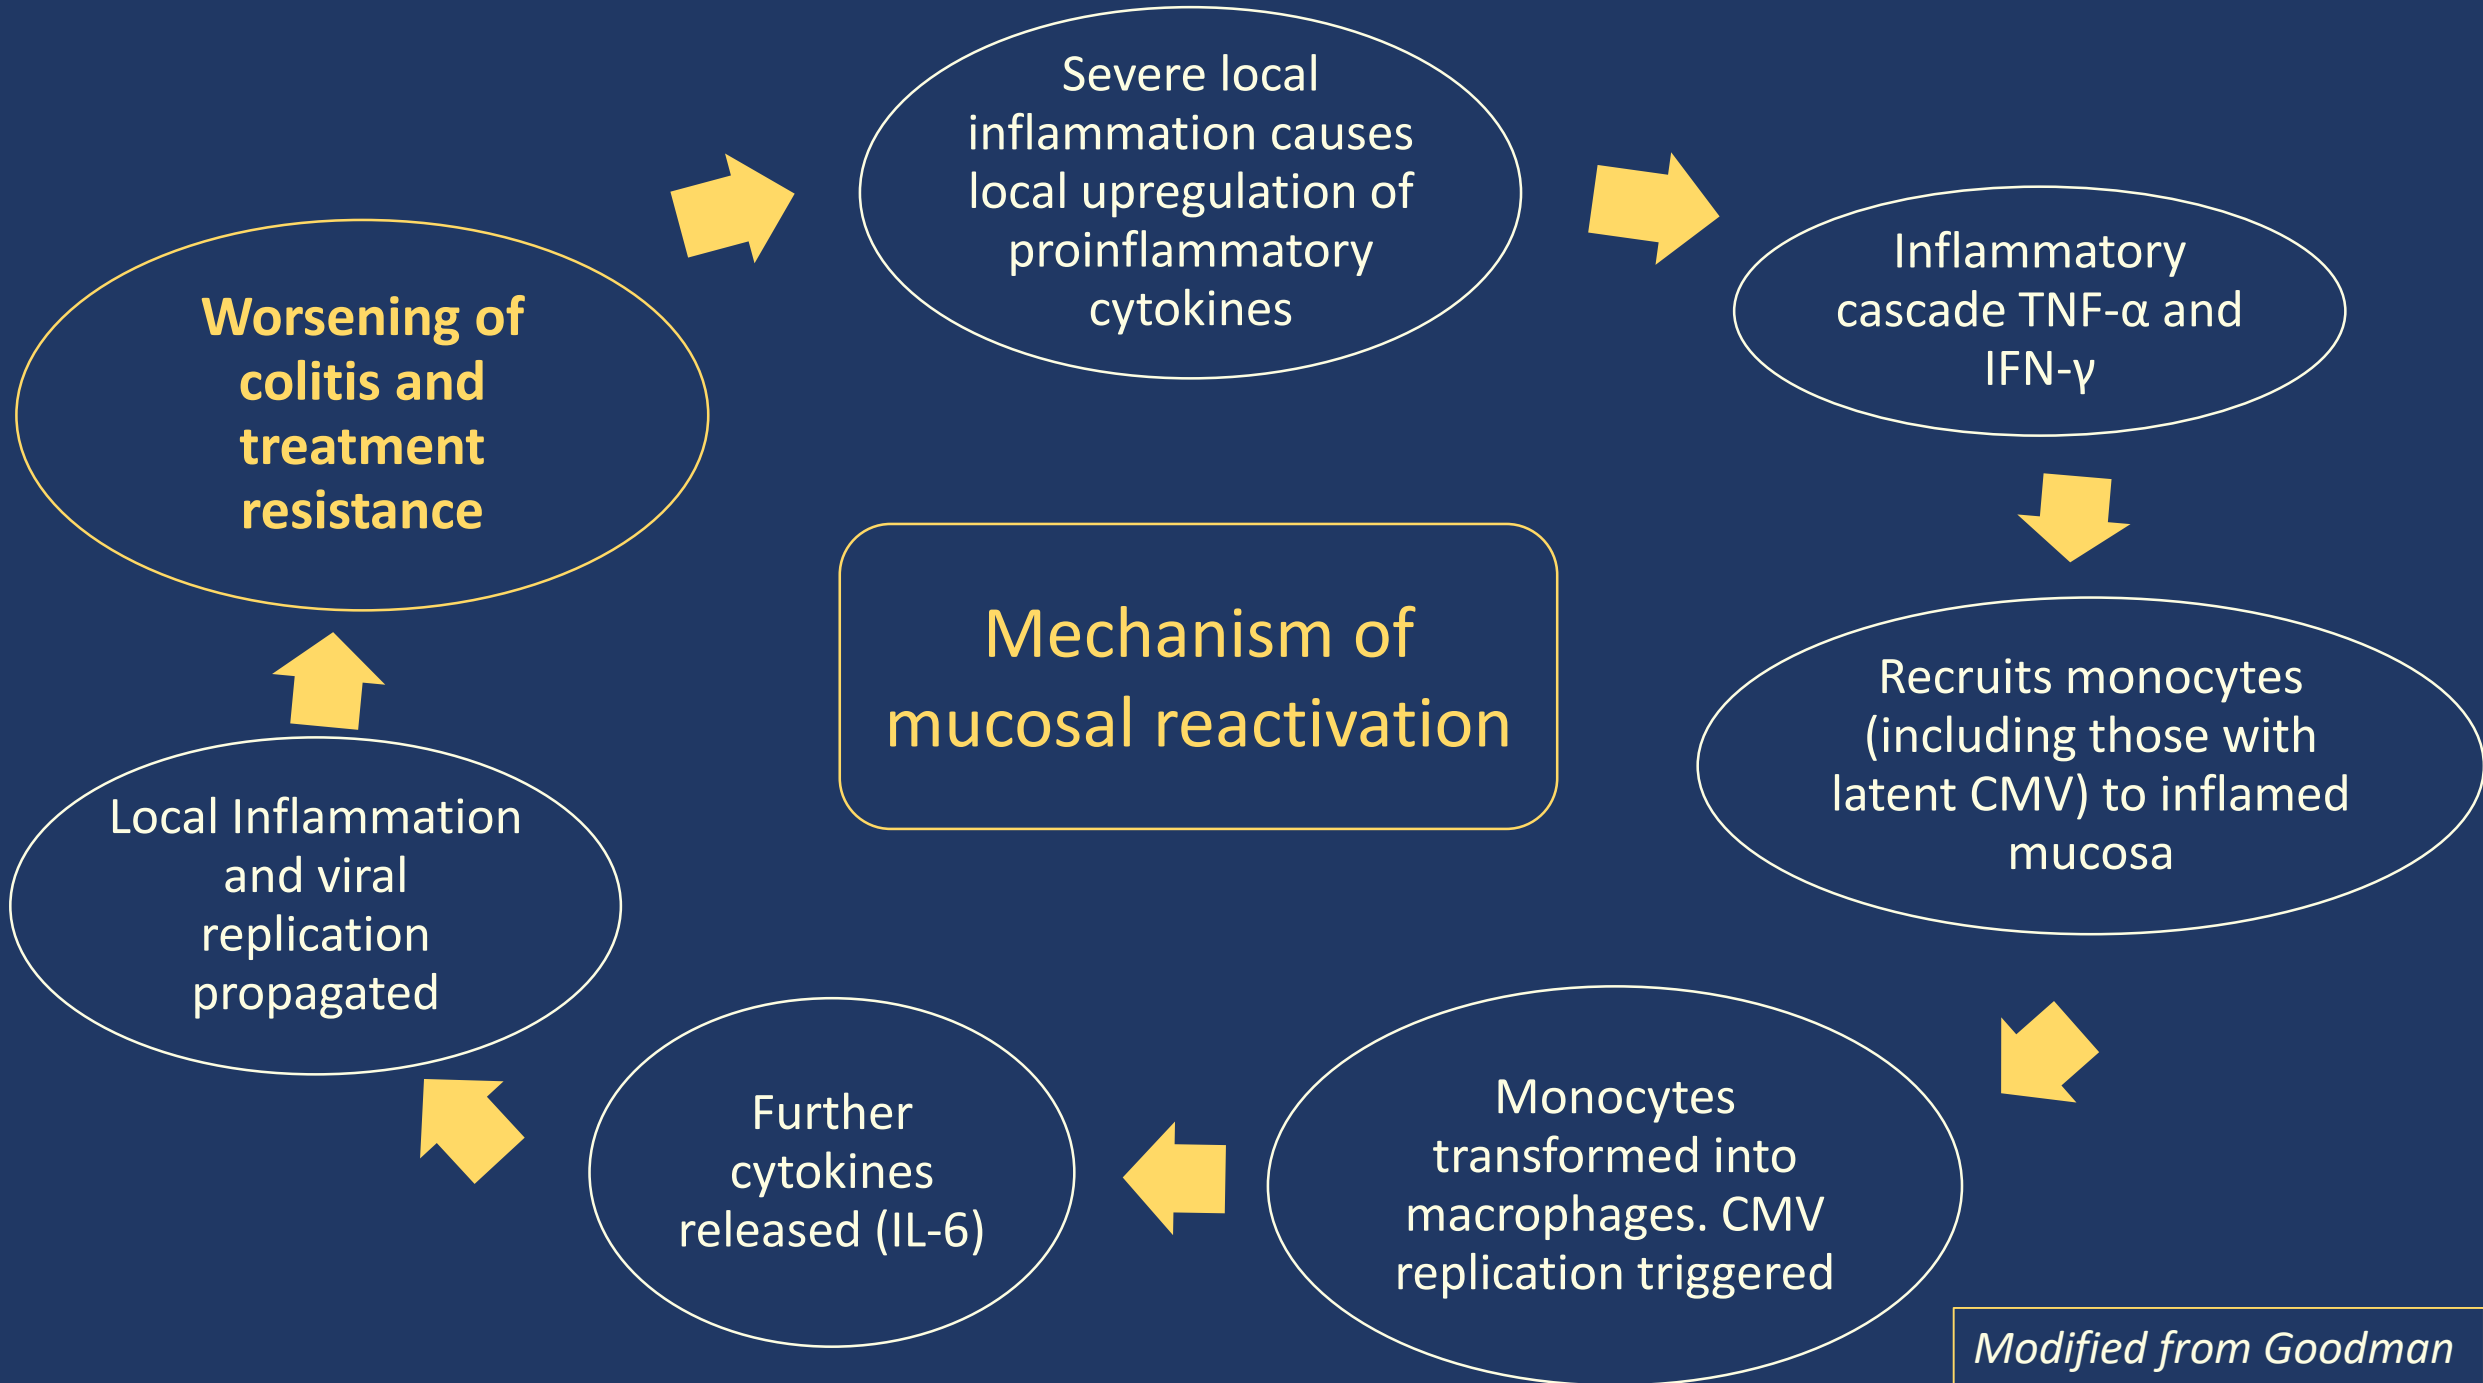 Severe local
inflammation causes
local upregulation of
proinflammatory
cytokines
Inflammatory
cascade TNF-α and
IFN-γ
Recruits monocytes
(including those with
latent CMV) to inflamed
mucosa
Monocytes
transformed into
macrophages. CMV
replication triggered
Further
cytokines
released (IL-6)
Local Inflammation
and viral
replication
propagated
Worsening of
colitis and
treatment
resistance
Mechanism of
mucosal reactivation
Modified from Goodman